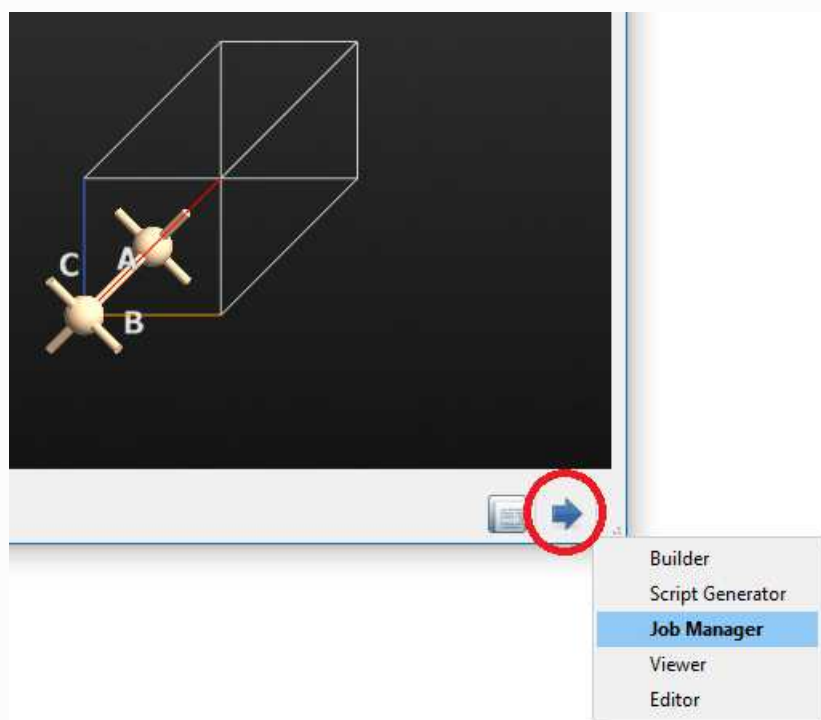 C
A
B
Builder
Script Generator
Job Manager
Viewer
Editor